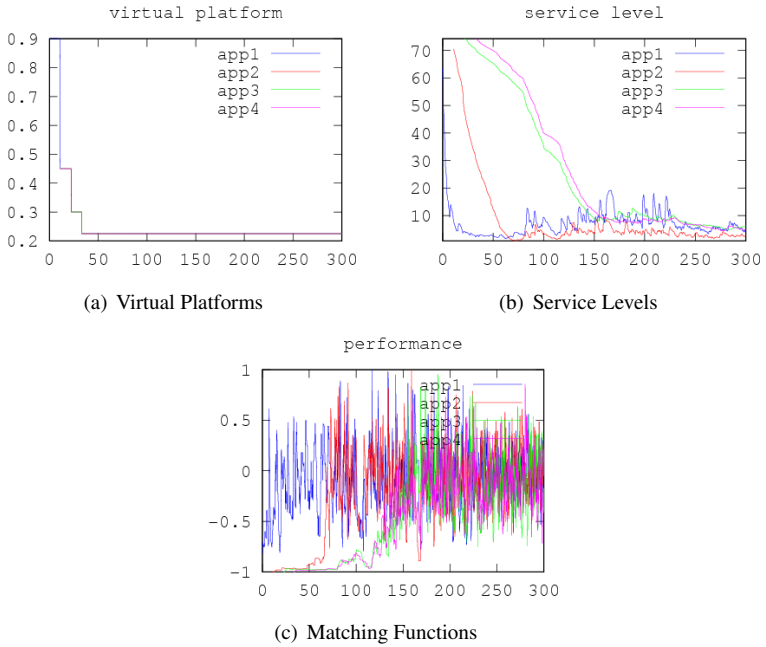 virtual platform
0.9
0.8
0.7
0.6
0.5
0.4
0.3
0.2
app1
app2
app3
app4
0 50 100 150 200 250 300
(a) Virtual Platforms
service level
70
60
50
40
30
20
10
app1
app2
app3
app4
0 50 100 150 200 250 300
(b) Service Levels
performance
1
0.5
0
-0.5
-1
app1
app2
app3
app4
0 50 100 150 200 250 300
(c) Matching Functions